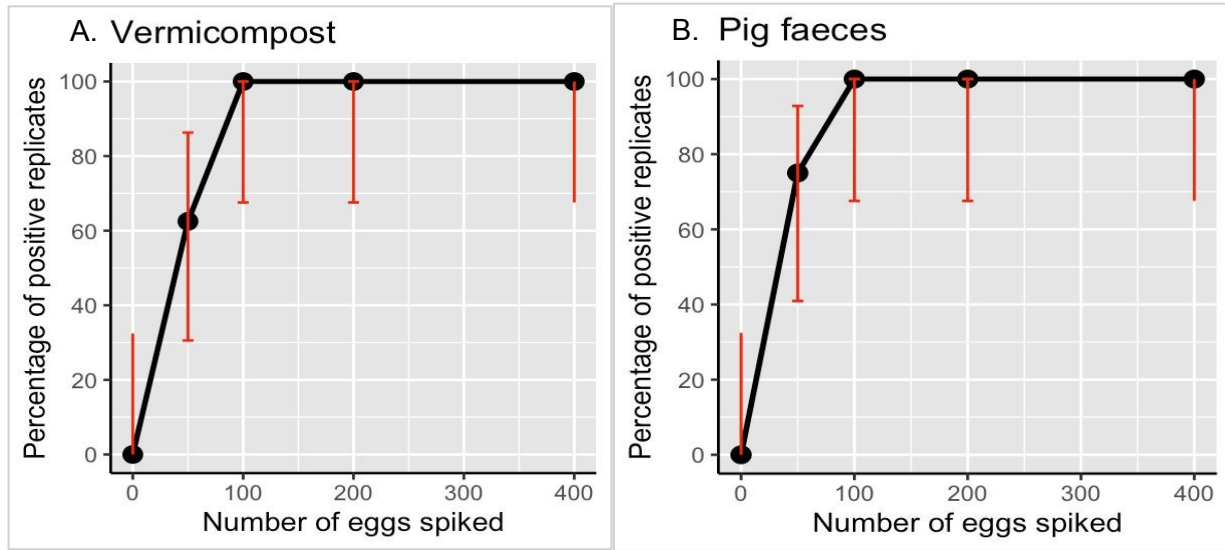 A. Vermicompost
Percentage of positive replicates
100
80
60
40
20
0
0 100 200 300 400
Number of eggs spiked
B. Pig faeces
Percentage of positive replicates
100
80
60
40
20
0
0 100 200 300 400
Number of eggs spiked